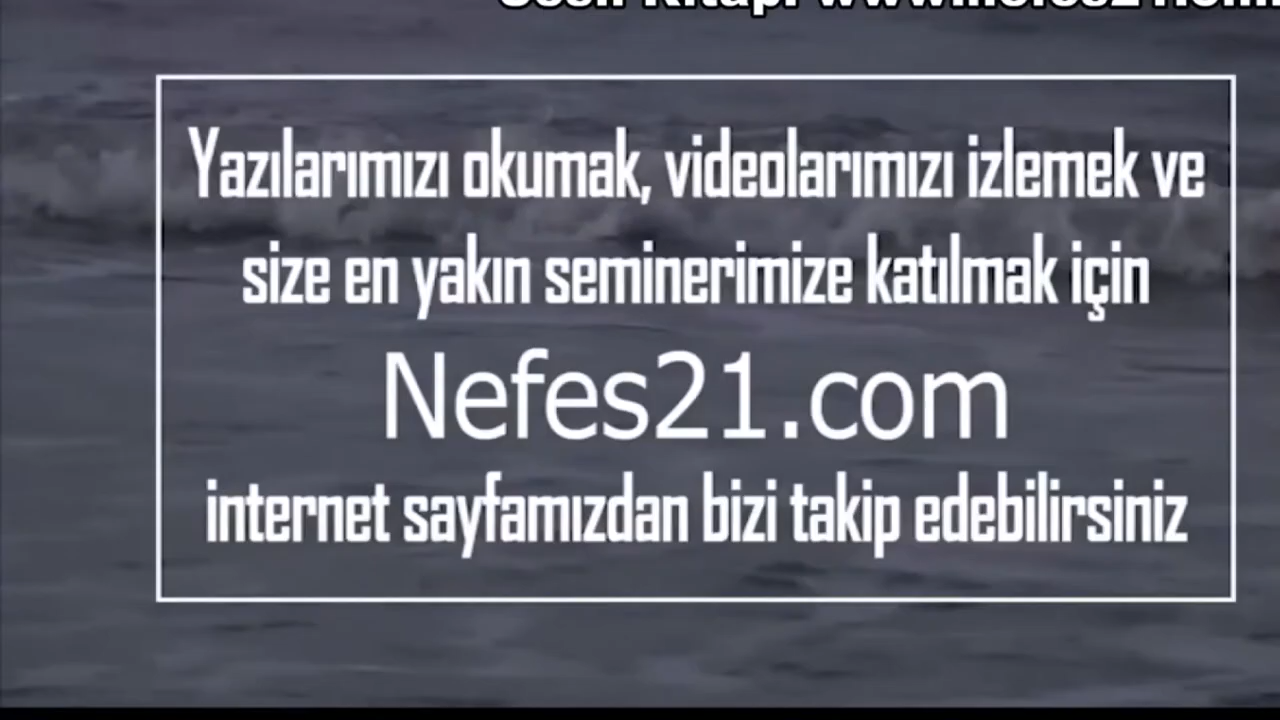 Yazılarımızı okumak, videolarımızı izlemek ve
size en yakın seminerimize katılmak için
Nefes21.com
internet sayfamızdan bizi takip edebilirsiniz